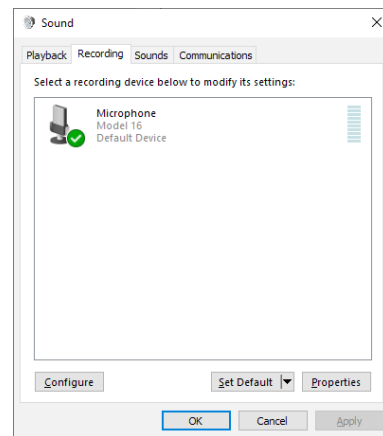 Sound
Playback Recording Sounds Communications
Select a recording device below to modify its settings:
Microphone
Model 16
Default Device
Configure Set Default Properties
OK Cancel Apply